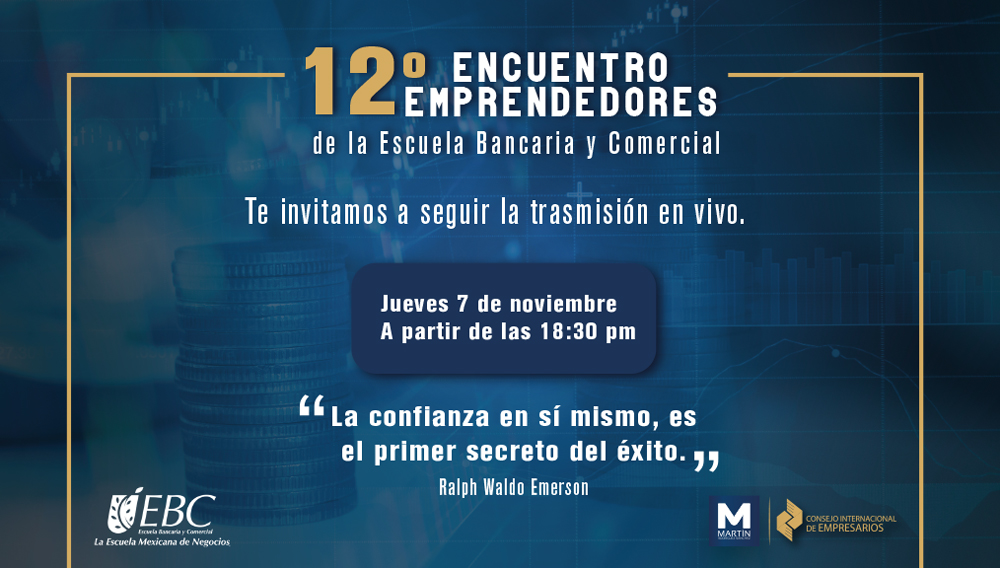 12º ENCUENTRO
EMPRENDEDORES
de la Escuela Bancaria y Comercial
Te invitamos a seguir la trasmisión en vivo.
Jueves 7 de noviembre
A partir de las 18:30 pm
“La confianza en sí mismo, es
el primer secreto del éxito.”
Ralph Waldo Emerson
EBC
Escuela Bancaria y Comercial
La Escuela Mexicana de Negocios
M
MARTIN
CONSEJO INTERNACIONAL
DE EMPRESARIOS